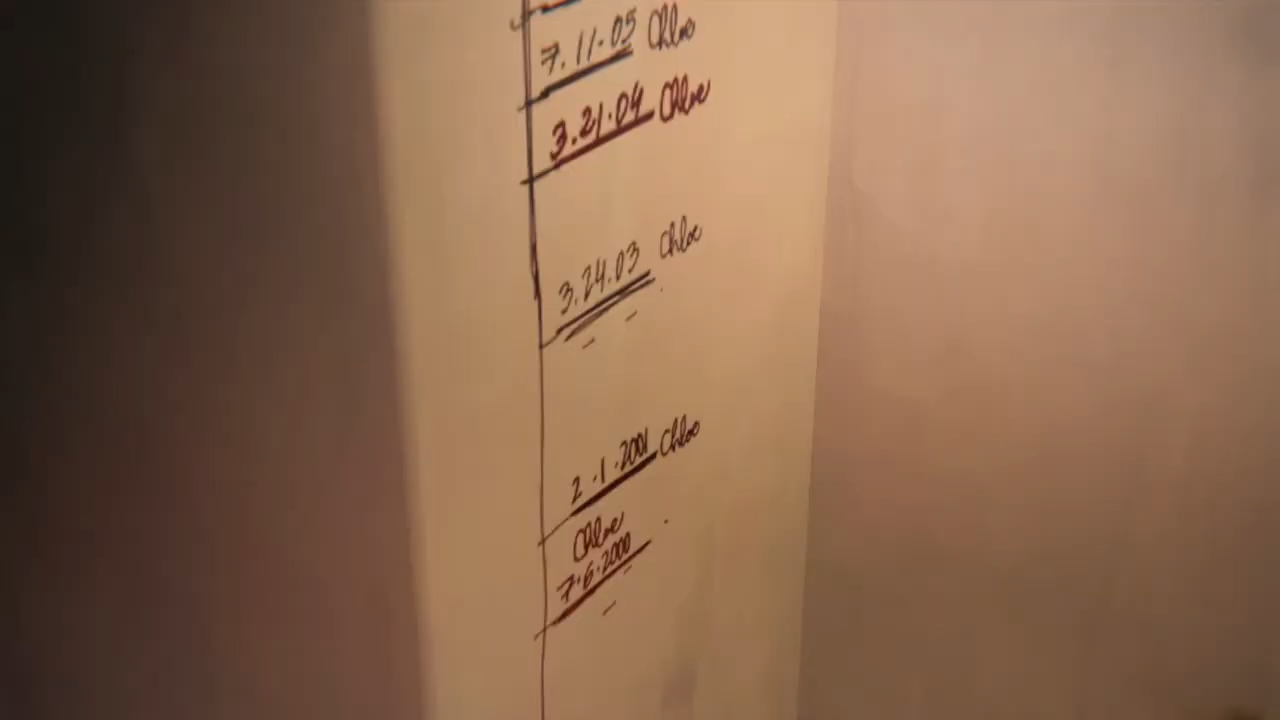 7.11.05 Chloe
3.21.04 Chloe
3.24.03 Chloe
2.1.2001 Chloe
Chloe
7.6.2000